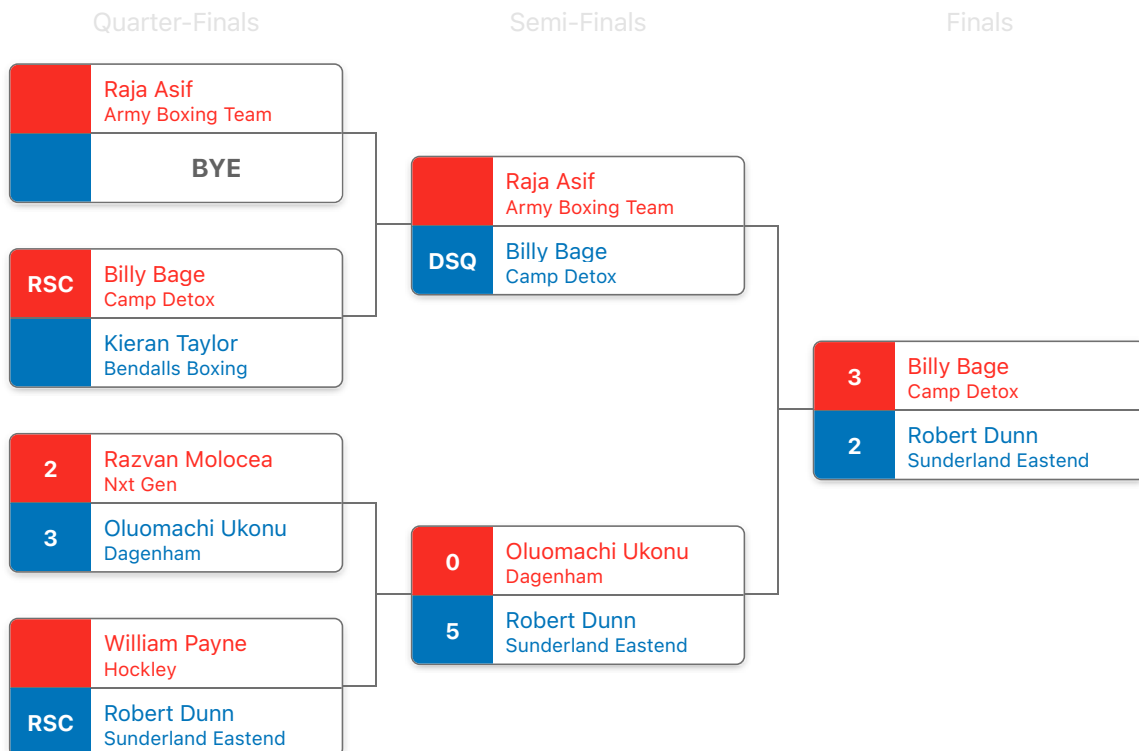 Quarter-Finals
Semi-Finals
Finals
Raja Asif
Army Boxing Team
BYE
RSC
Billy Bage
Camp Detox
Kieran Taylor
Bendalls Boxing
2
Razvan Molocea
Nxt Gen
3
Oluomachi Ukonu
Dagenham
William Payne
Hockley
RSC
Robert Dunn
Sunderland Eastend
Raja Asif
Army Boxing Team
DSQ
Billy Bage
Camp Detox
0
Oluomachi Ukonu
Dagenham
5
Robert Dunn
Sunderland Eastend
3
Billy Bage
Camp Detox
2
Robert Dunn
Sunderland Eastend